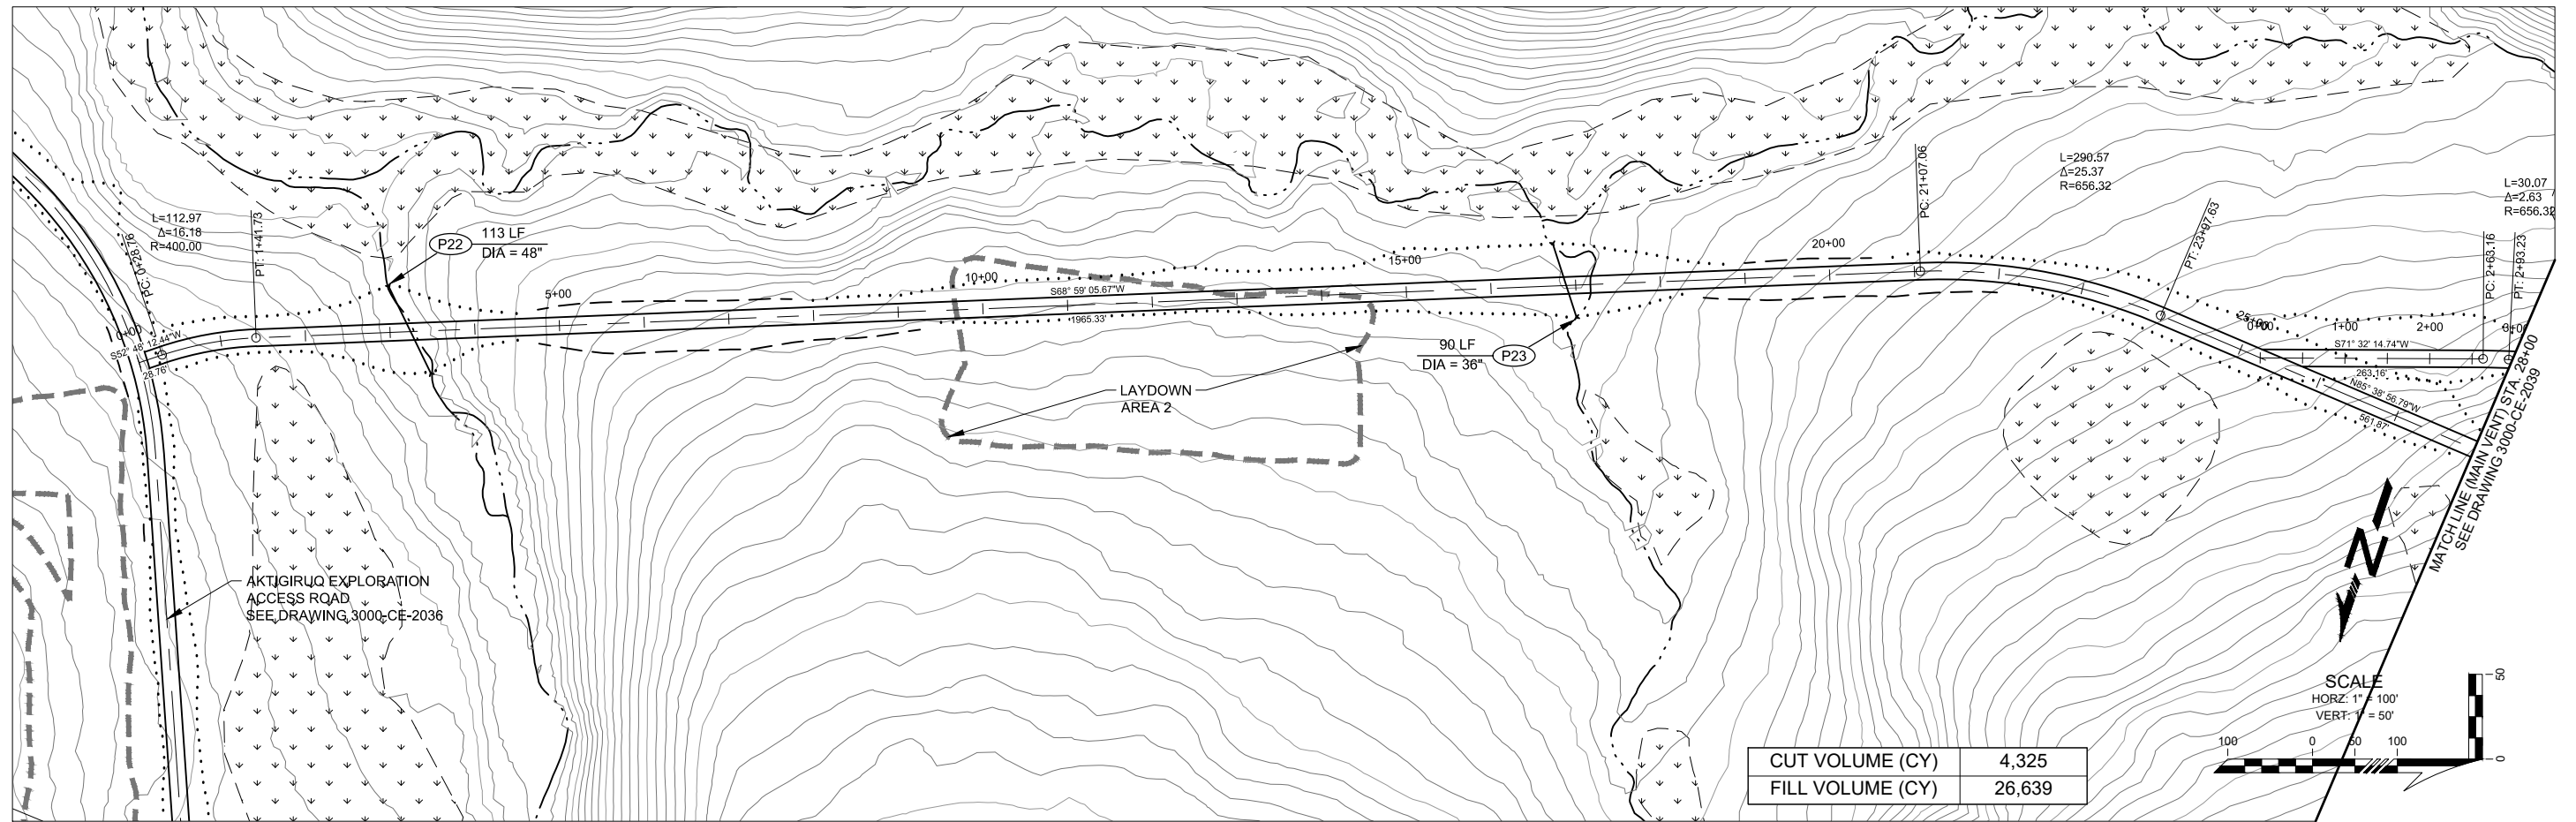 L=112.97
Δ=16.18
R=400.00
PC: 0+28.76
PT: 1+41.73
P22
113 LF
DIA = 48"
0+00
S52° 48' 12.44"W
28.76'
5+00
10+00
S68° 59' 05.67"W
1965.33'
15+00
90 LF
DIA = 36"
P23
LAYDOWN
AREA 2
20+00
PC: 21+07.06
L=290.57
Δ=25.37
R=656.32
PT: 23+97.63
L=30.07
Δ=2.63
R=656.32
PC: 2+63.16
PT: 2+93.23
25+00
0+00
1+00
2+00
3+00
S71° 32' 14.74"W
263.16'
N85° 38' 56.79"W
561.87'
MATCH LINE (MAIN VENT) STA. 28+00
SEE DRAWING 3000-CE-2039
AKTIGIRUQ EXPLORATION
ACCESS ROAD
SEE DRAWING 3000-CE-2036
N
SCALE
HORZ: 1" = 100'
VERT: 1" = 50'
100 0 50 100
50
0
CUT VOLUME (CY) 4,325
FILL VOLUME (CY) 26,639